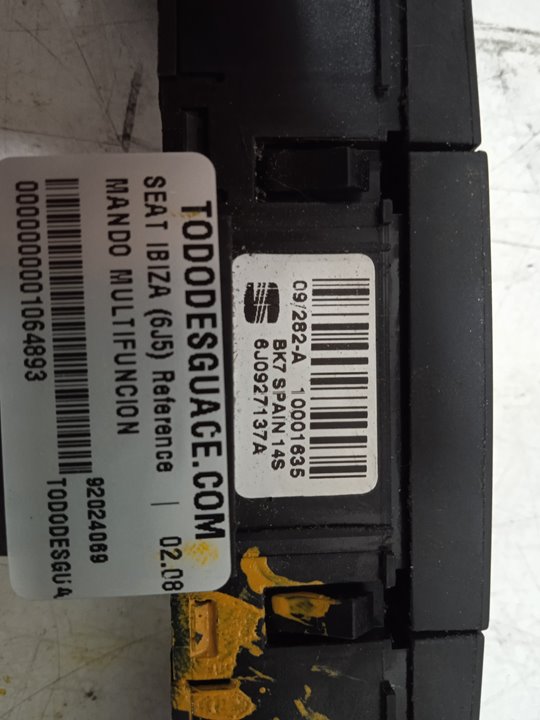 TODODESGUACE.COM
SEAT IBIZA (6J5) Reference | 02.08
MANDO MULTIFUNCION
92024069
0000000001064893
TODODESGUA
09/282-A 10001635
BK7 SPAIN 14S
6J0927137A